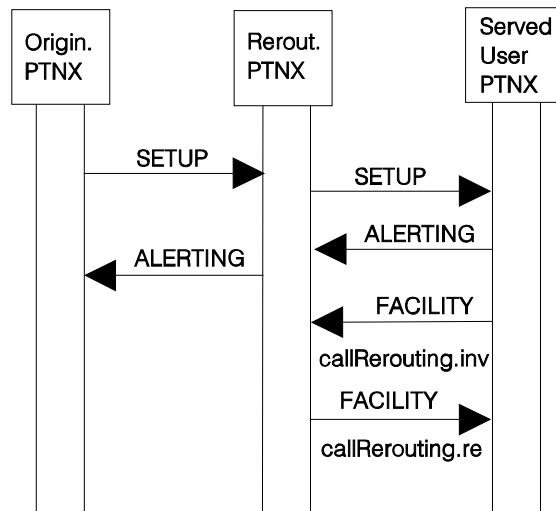 Origin.
PTNX
Rerout.
PTNX
Served
User
PTNX
SETUP
SETUP
ALERTING
ALERTING
FACILITY
callRerouting.inv
FACILITY
callRerouting.re